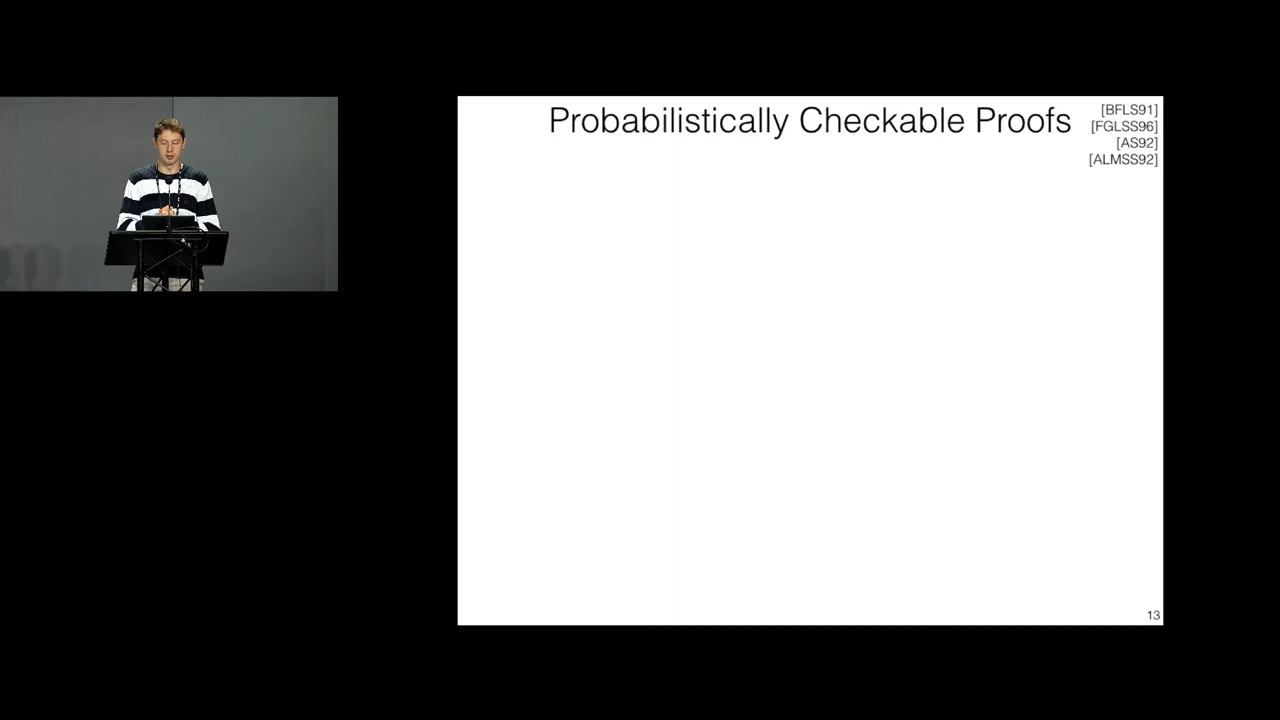 Probabilistically Checkable Proofs
[BFLS91]
[FGLSS96]
[AS92]
[ALMSS92]
13